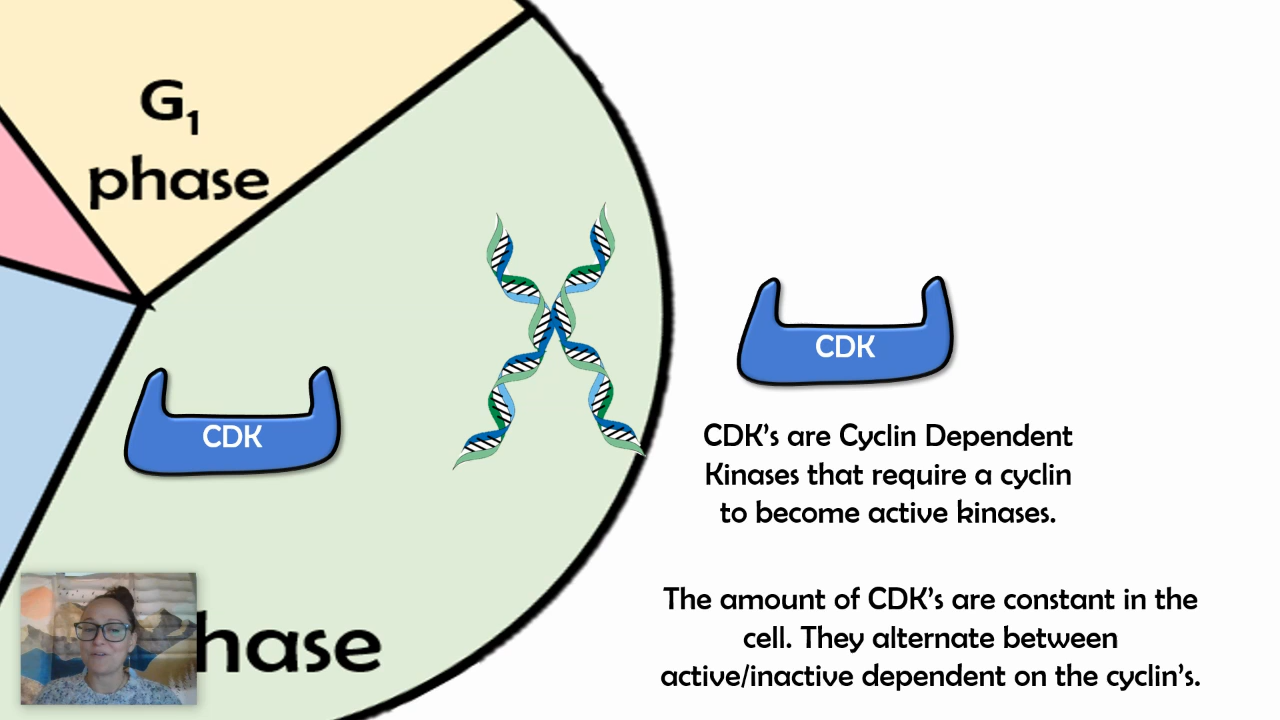 G₁
phase
CDK
CDK
CDK's are Cyclin Dependent
Kinases that require a cyclin
to become active kinases.
The amount of CDK's are constant in the
cell. They alternate between
active/inactive dependent on the cyclin's.
hase